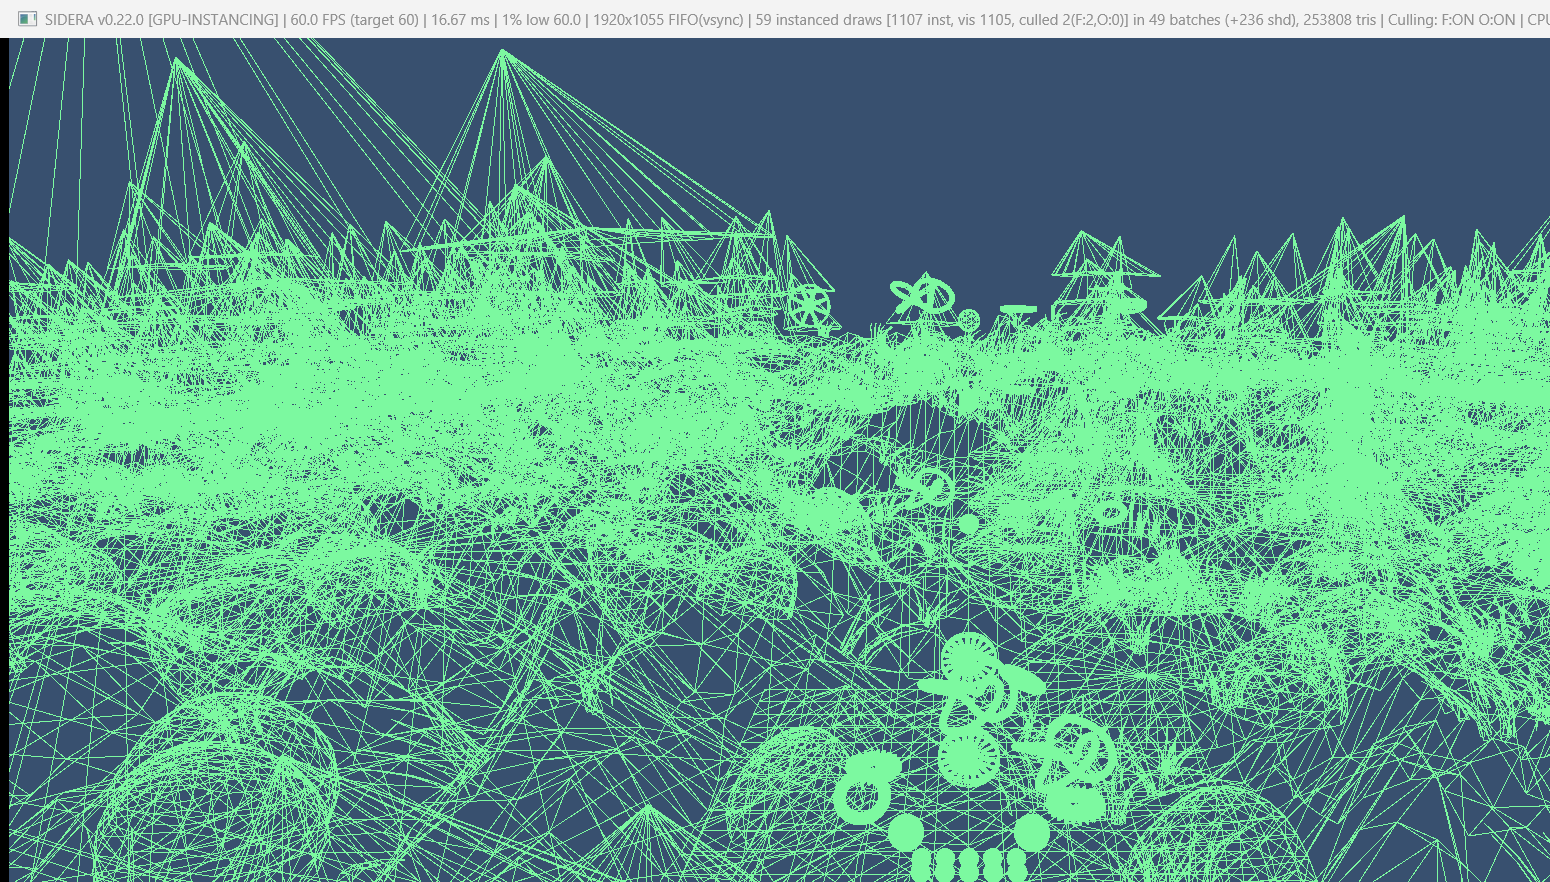 SIDERA v0.22.0 [GPU-INSTANCING] | 60.0 FPS (target 60) | 16.67 ms | 1% low 60.0 | 1920x1055 FIFO(vsync) | 59 instanced draws [1107 inst, vis 1105, culled 2(F:2,O:0)] in 49 batches (+236 shd), 253808 tris | Culling: F:ON O:ON | CPU